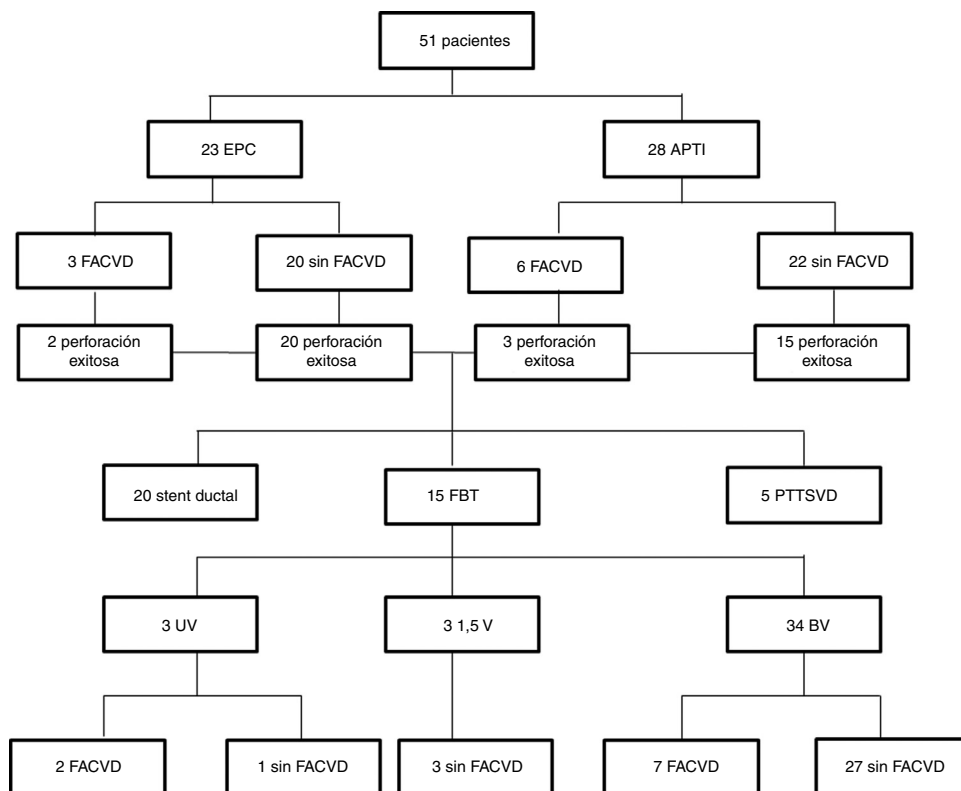 51 pacientes
23 EPC
28 APTI
3 FACVD
20 sin FACVD
6 FACVD
22 sin FACVD
2 perforación
exitosa
20 perforación
exitosa
3 perforación
exitosa
15 perforación
exitosa
20 stent ductal
15 FBT
5 PTTSVD
3 UV
3 1,5 V
34 BV
2 FACVD
1 sin FACVD
3 sin FACVD
7 FACVD
27 sin FACVD